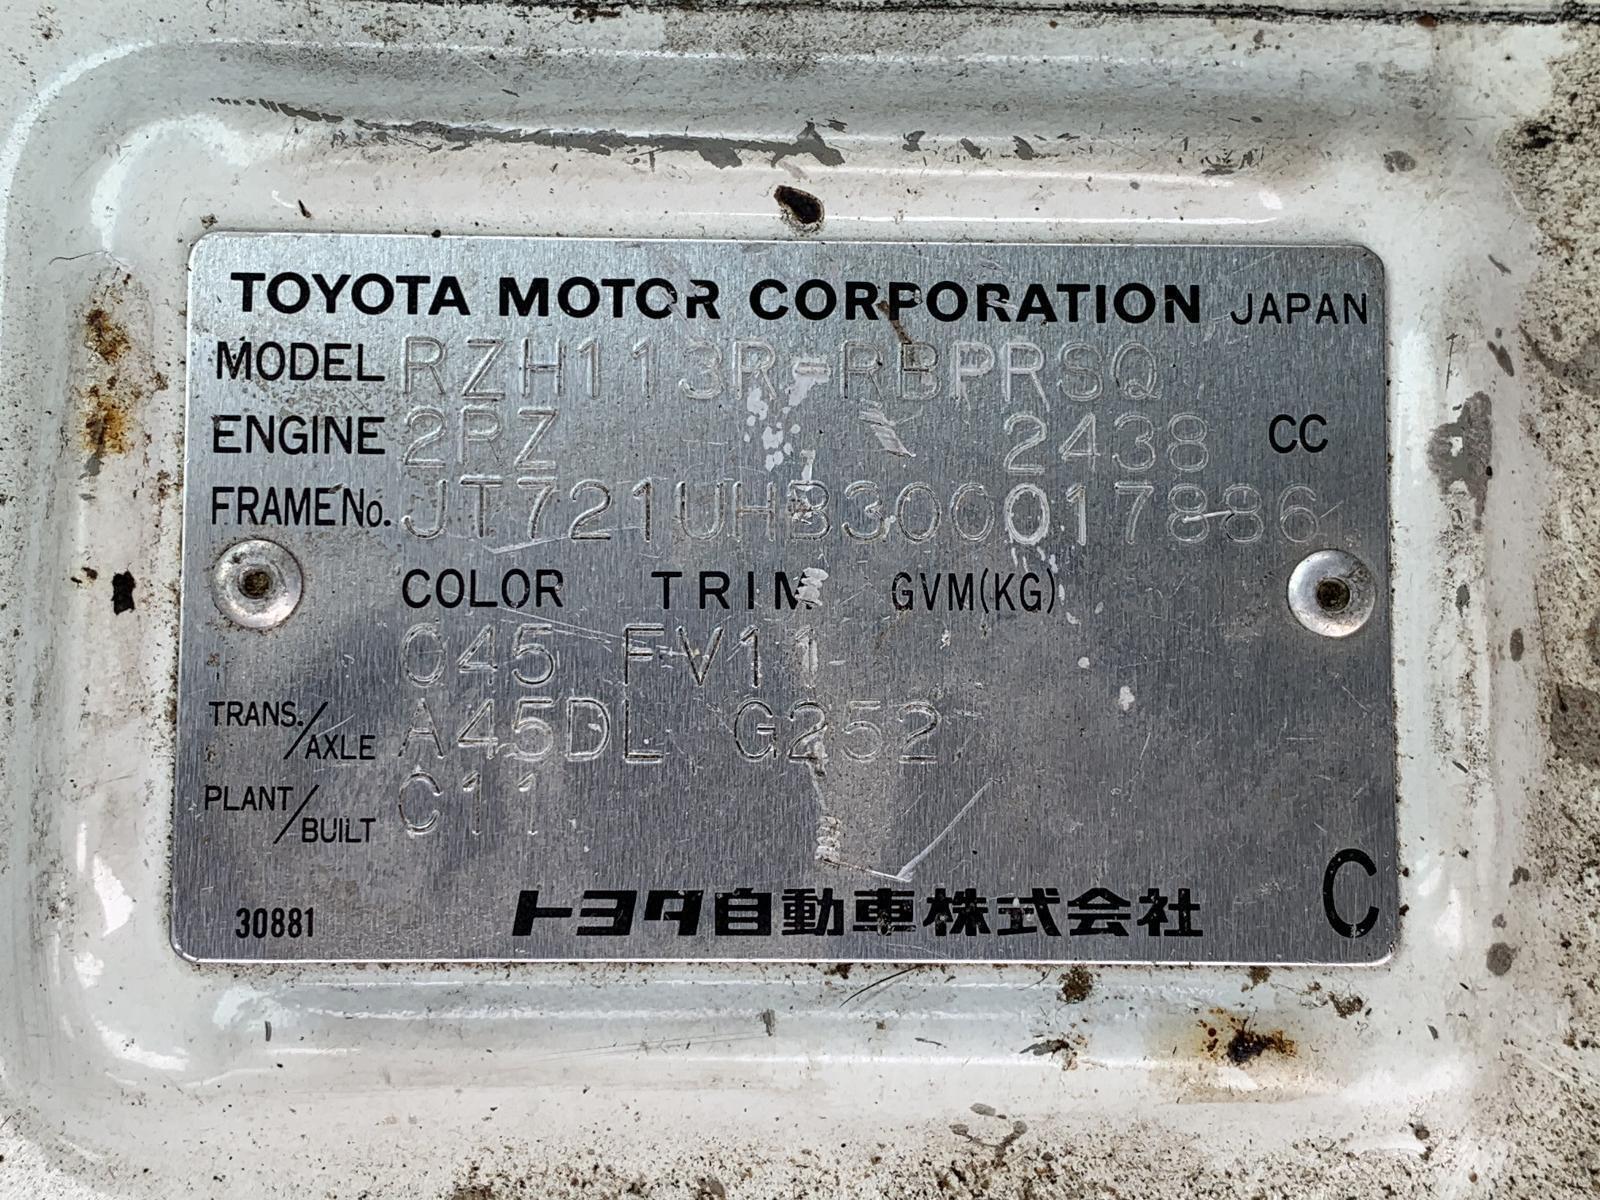 TOYOTA MOTOR CORPORATION JAPAN
MODEL RZH113R-RBPRSQ
ENGINE 2RZ 2438 CC
FRAME No. JT721UHB300017886
COLOR TRIM GVM(KG)
045 FV11
TRANS./AXLE A45DL G252
PLANT/BUILT C11
30881 トヨタ自動車株式会社 C